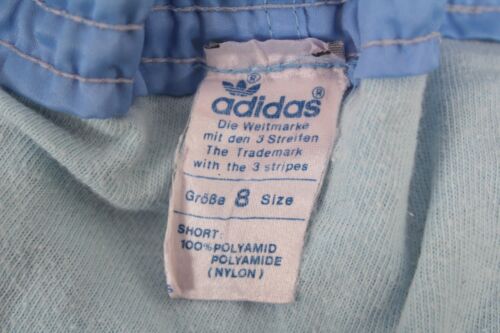 ®
adidas ®
Die Weltmarke
mit den 3 Streifen
The Trademark
with the 3 stripes
Größe 8 Size
SHORT:
100% POLYAMID
POLYAMIDE
(NYLON)